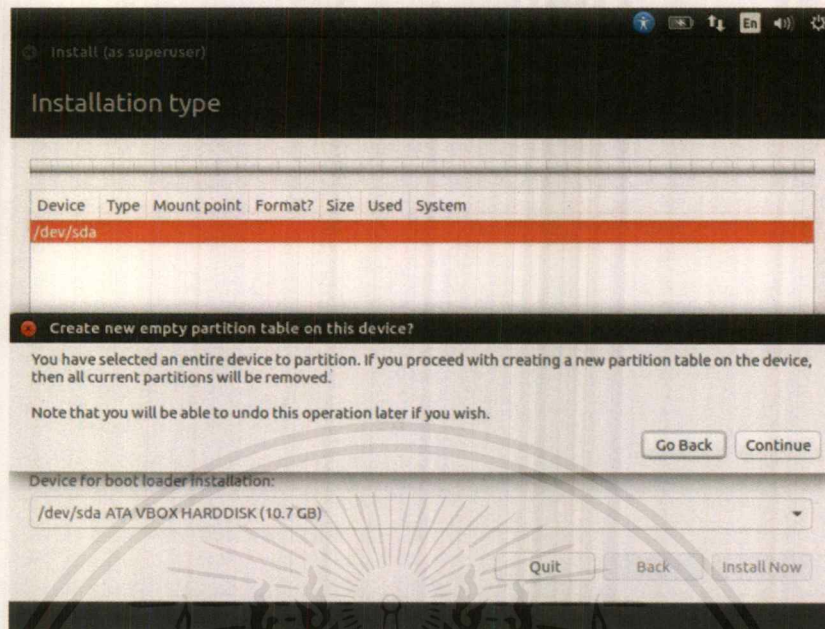 En
Install (as superuser)
Installation type
Device Type Mount point Format? Size Used System
/dev/sda
Create new empty partition table on this device?
You have selected an entire device to partition. If you proceed with creating a new partition table on the device,
then all current partitions will be removed.
Note that you will be able to undo this operation later if you wish.
Go Back Continue
Device for boot loader installation:
/dev/sda ATA VBOX HARDDISK (10.7 GB)
Quit Back Install Now